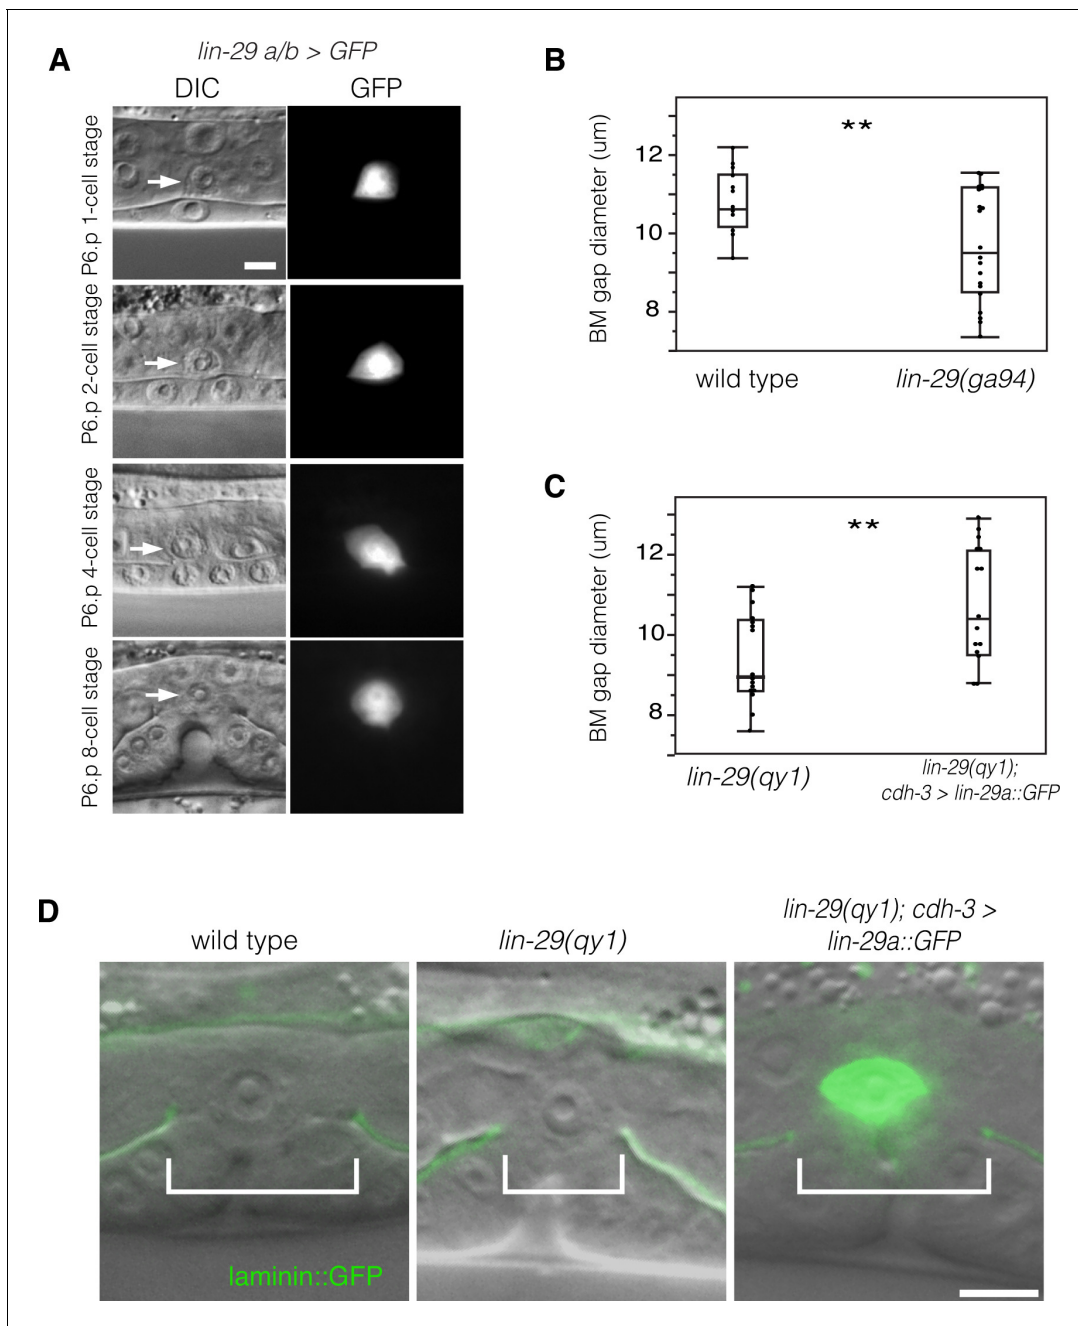 A
lin-29 a/b > GFP
DIC GFP
P6.p 1-cell stage
P6.p 2-cell stage
P6.p 4-cell stage
P6.p 8-cell stage
B
BM gap diameter (um)
12
10
8
**
wild type lin-29(ga94)
C
BM gap diameter (um)
12
10
8
**
lin-29(qy1)
lin-29(qy1);
cdh-3 > lin-29a::GFP
D
wild type
lin-29(qy1)
lin-29(qy1); cdh-3 >
lin-29a::GFP
laminin::GFP